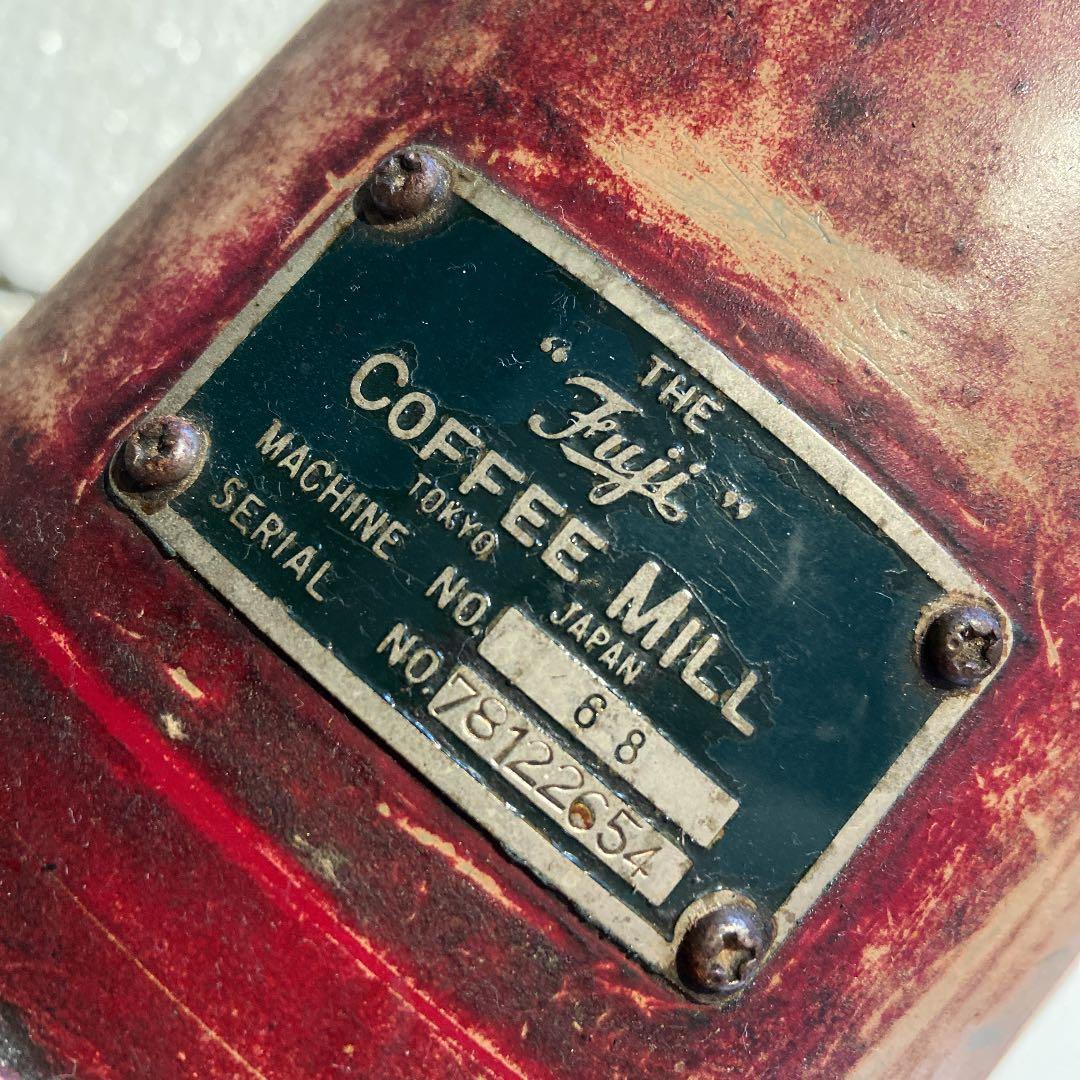 THE
“Fuji”
COFFEE MILL
TOKYO JAPAN
MACHINE NO. 68
SERIAL NO. 78122654